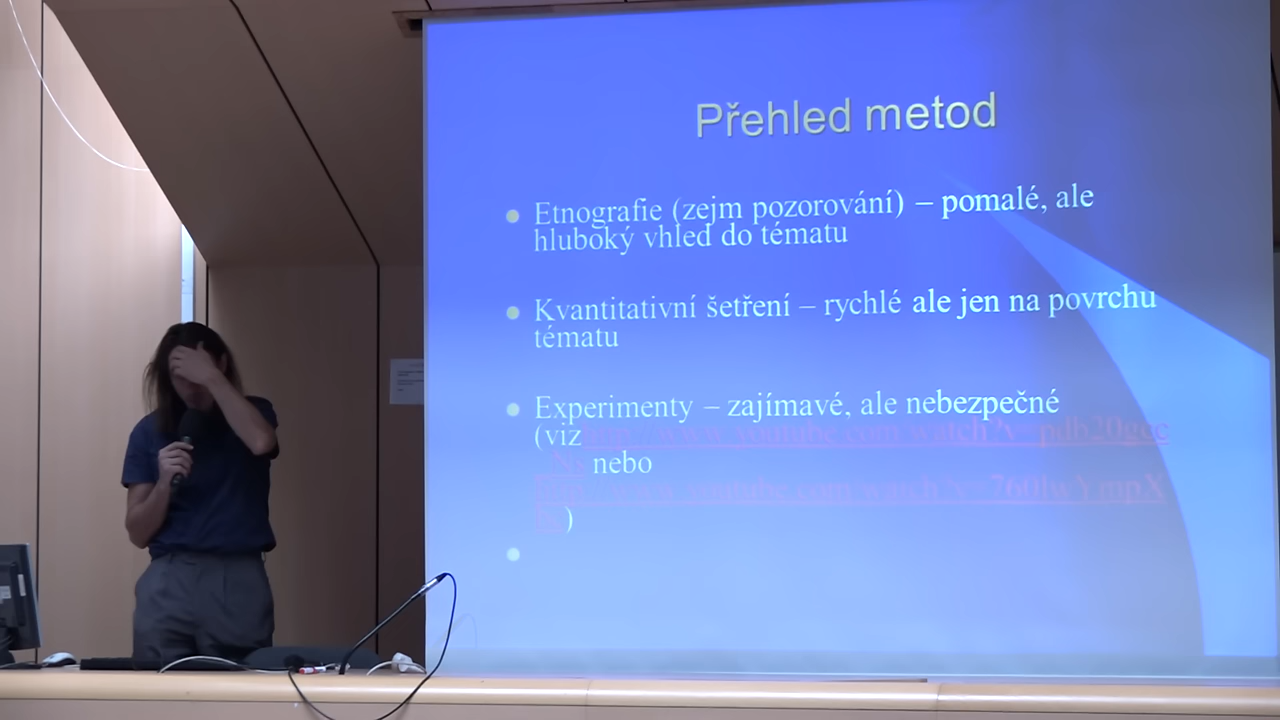 Přehled metod
Etnografie (zejm pozorování) – pomalé, ale
hluboký vhled do tématu
Kvantitativní šetření – rychlé ale jen na povrchu
tématu
Experimenty – zajímavé, ale nebezpečné
(viz
nebo
)